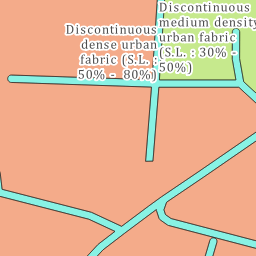 Discontinuous
dense urban
fabric (S.L. :
50% - 80%)
Discontinuous
medium density
urban fabric
(S.L. : 30% -
50%)